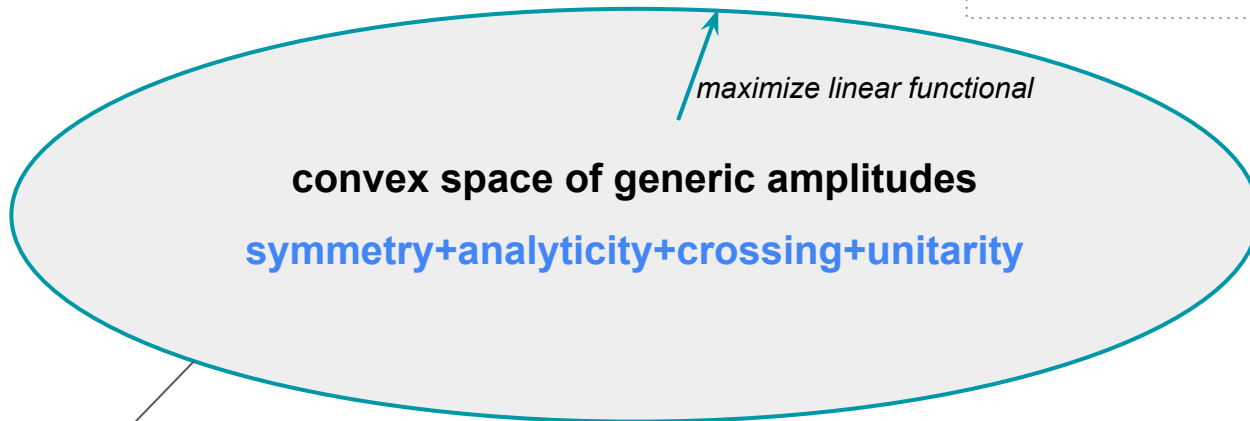 maximize linear functional
convex space of generic amplitudes
symmetry+analyticity+crossing+unitarity